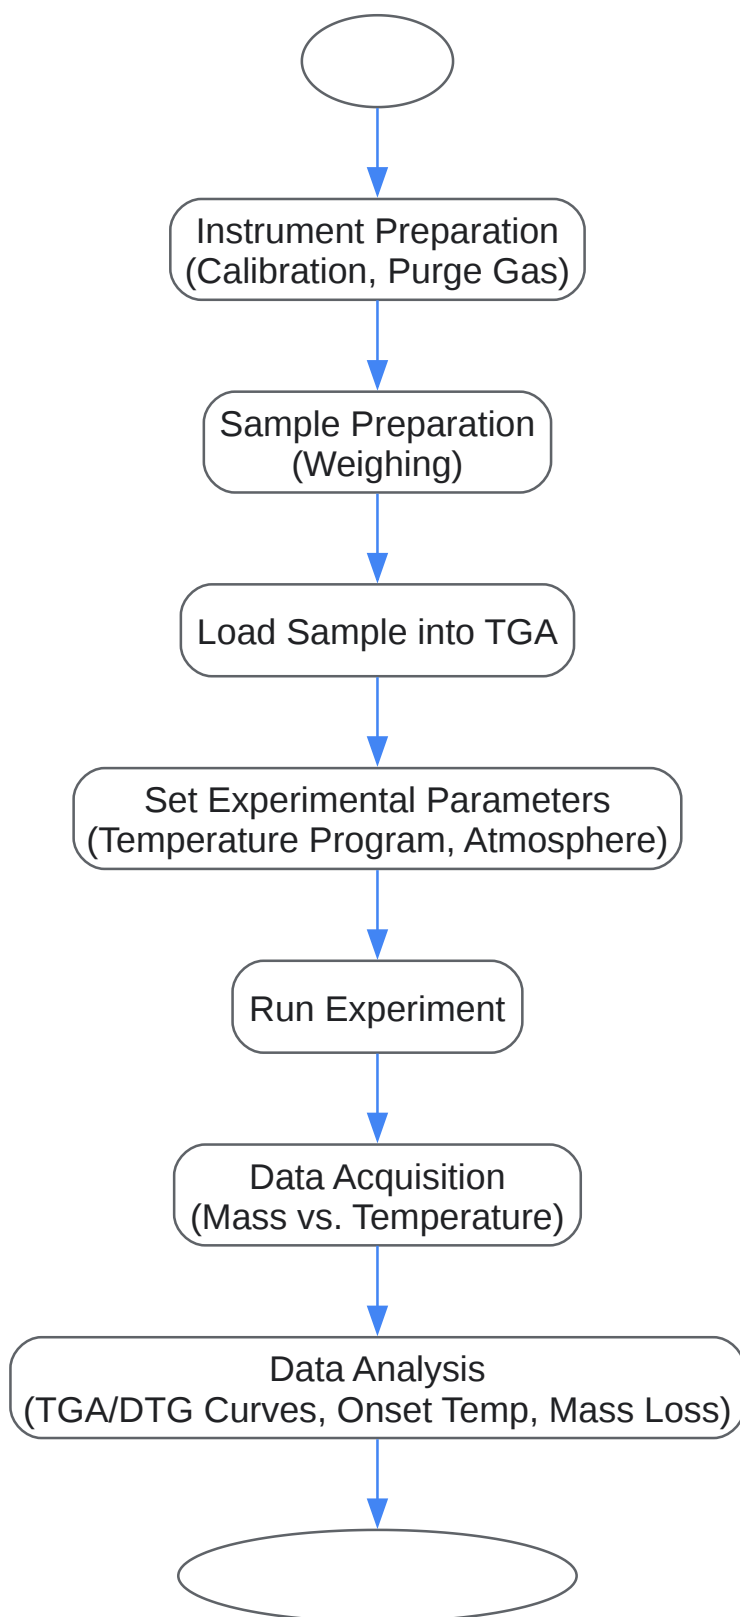 Instrument Preparation
(Calibration, Purge Gas)
Sample Preparation
(Weighing)
Load Sample into TGA
Set Experimental Parameters
(Temperature Program, Atmosphere)
Run Experiment
Data Acquisition
(Mass vs. Temperature)
Data Analysis
(TGA/DTG Curves, Onset Temp, Mass Loss)